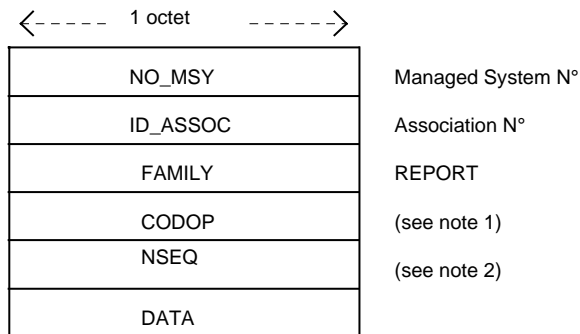 1 octet
NO_MSY Managed System N°
ID_ASSOC Association N°
FAMILY REPORT
CODOP (see note 1)
NSEQ (see note 2)
DATA